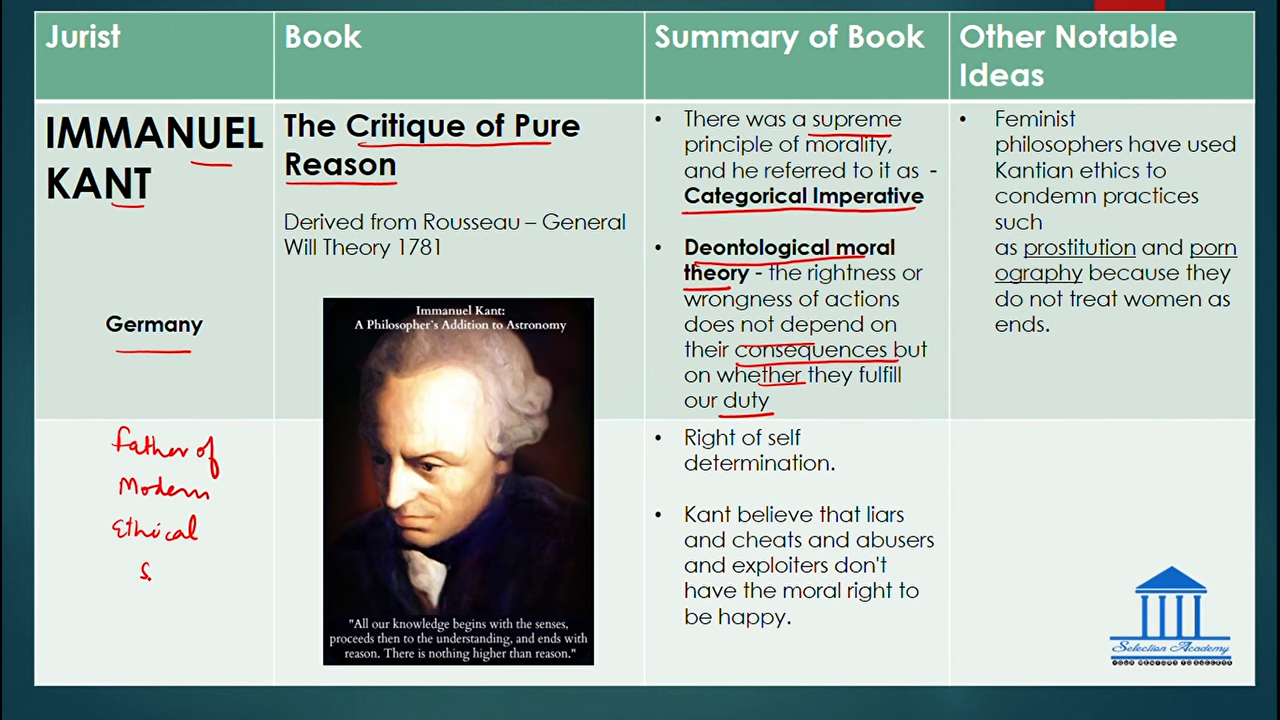 Jurist
Book
Summary of Book
Other Notable
Ideas
IMMANUEL
KANT
Germany
Father of
Modern
Ethical
S
The Critique of Pure
Reason
Derived from Rousseau – General
Will Theory 1781
Immanuel Kant:
A Philosopher's Addition to Astronomy
"All our knowledge begins with the senses,
proceeds then to the understanding, and ends with
reason. There is nothing higher than reason."
• There was a supreme
principle of morality,
and he referred to it as -
Categorical Imperative
• Deontological moral
theory - the rightness or
wrongness of actions
does not depend on
their consequences but
on whether they fulfill
our duty
• Right of self
determination.
• Kant believe that liars
and cheats and abusers
and exploiters don't
have the moral right to
be happy.
• Feminist
philosophers have used
Kantian ethics to
condemn practices
such
as prostitution and porn
ography because they
do not treat women as
ends.
Selection Academy
YOUR MENTORS TO SUCCESS